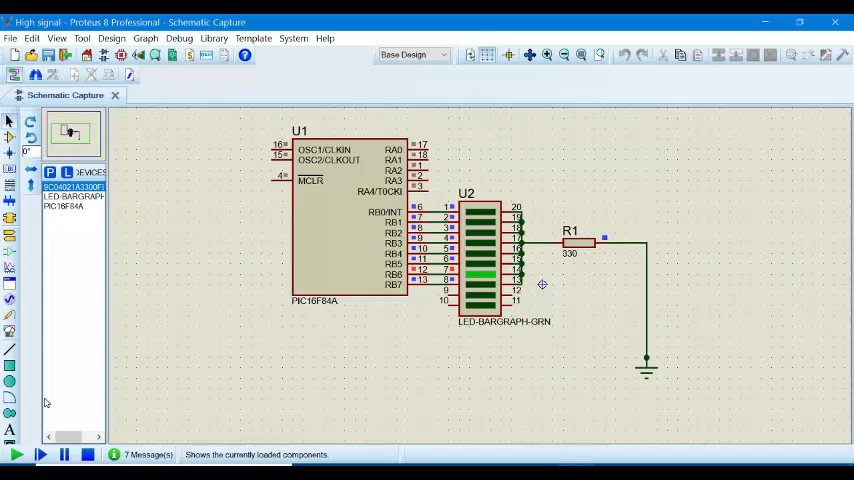 High signal - Proteus 8 Professional - Schematic Capture
File Edit View Tool Design Graph Debug Library Template System Help
Base Design
Schematic Capture
0°
P L DEVICES
9C04021A3300FL
LED-BARGRAPH
PIC16F84A
U1
16 OSC1/CLKIN RA0 17
15 OSC2/CLKOUT RA1 18
RA2 1
4 MCLR RA3 2
RA4/T0CKI 3
U2
RB0/INT 6 1 20
RB1 7 2 19
RB2 8 3 18
RB3 9 4 17
RB4 10 5 16
RB5 11 6 15
RB6 12 7 14
RB7 13 8 13
9 12
10 11
R1
330
PIC16F84A
LED-BARGRAPH-GRN
7 Message(s)
Shows the currently loaded components.